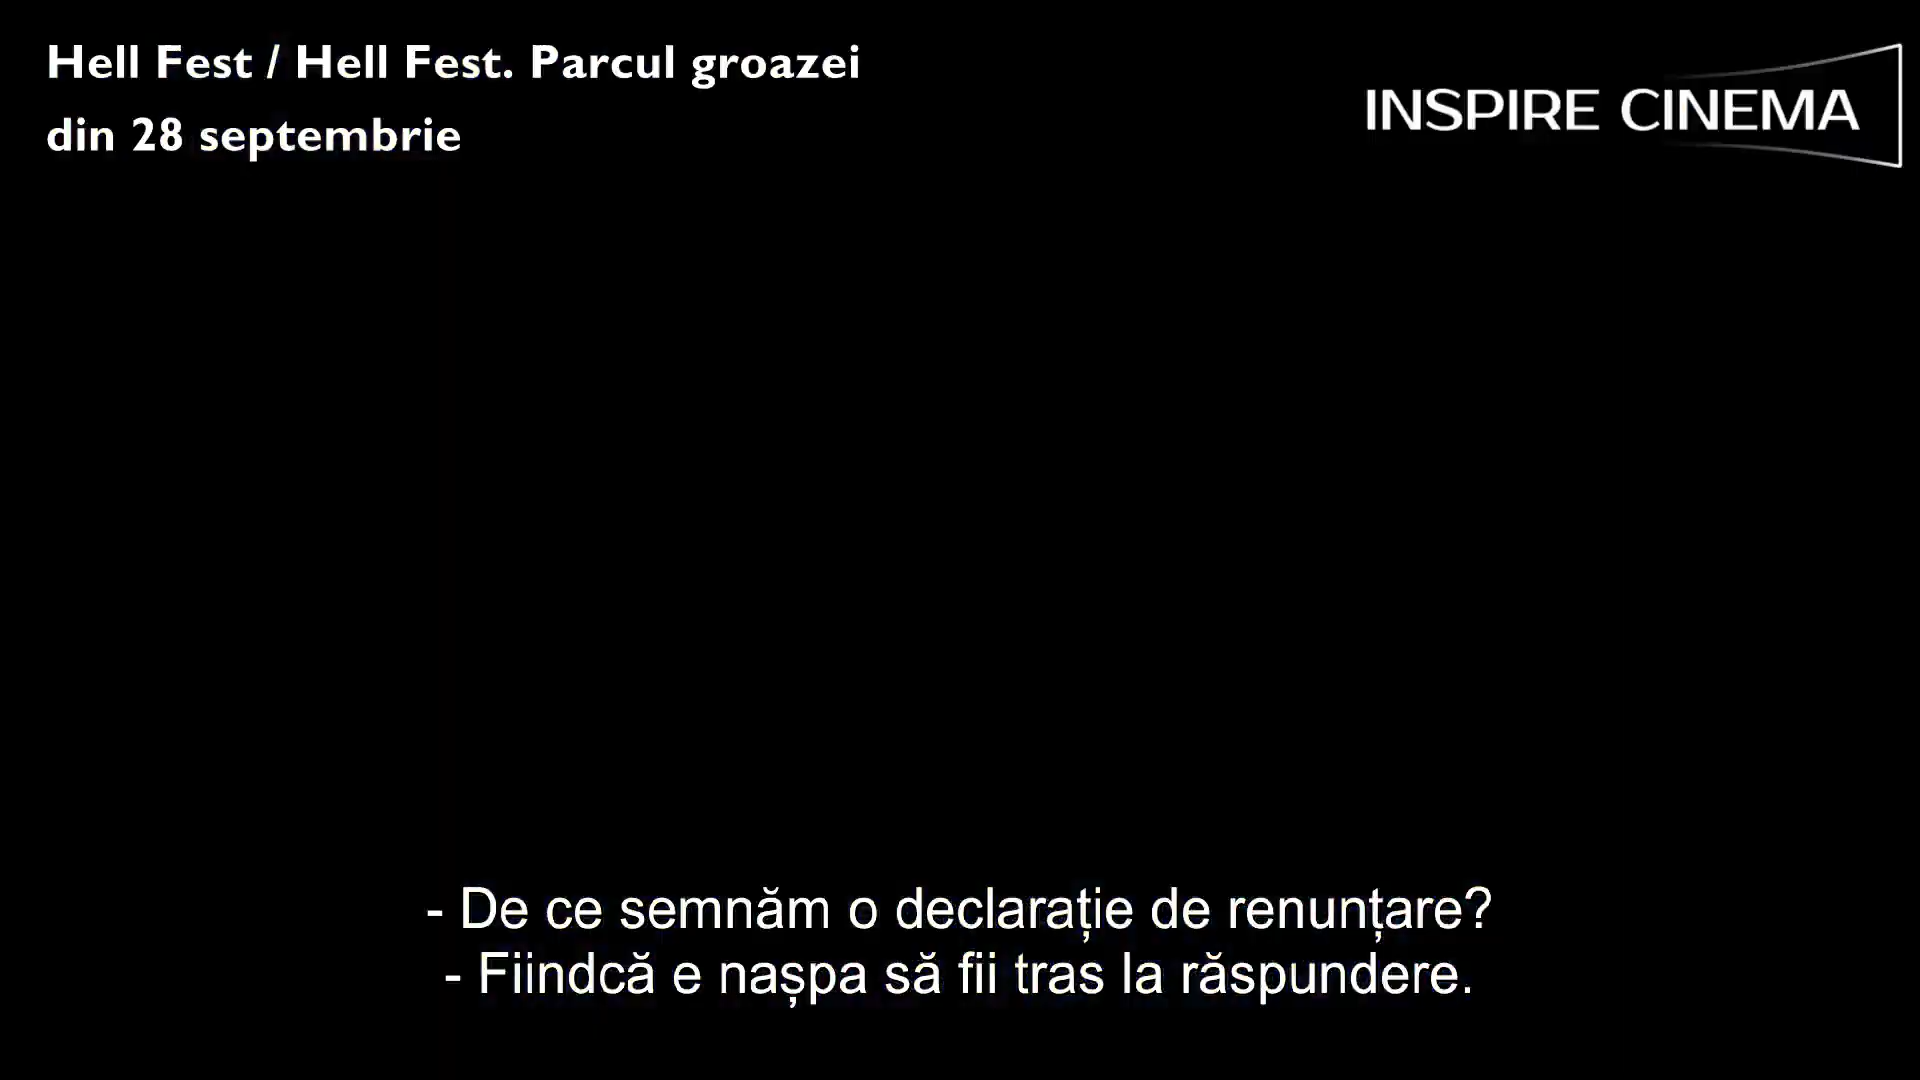 Hell Fest / Hell Fest. Parcul groazei
din 28 septembrie
INSPIRE CINEMA
- De ce semnăm o declarație de renunțare?
- Fiindcă e nașpa să fii tras la răspundere.